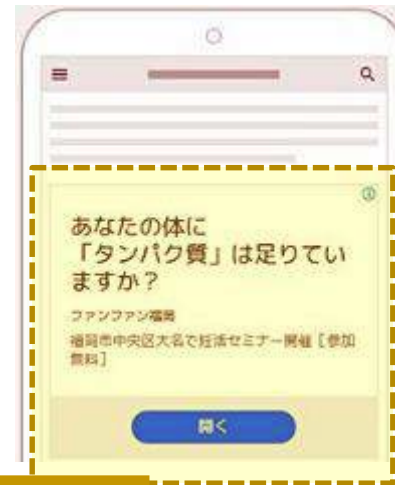 あなたの体に
「タンパク質」は足りてい
ますか？
ファンファン福岡
福岡市中央区大名で妊活セミナー開催［参加
無料］
開く